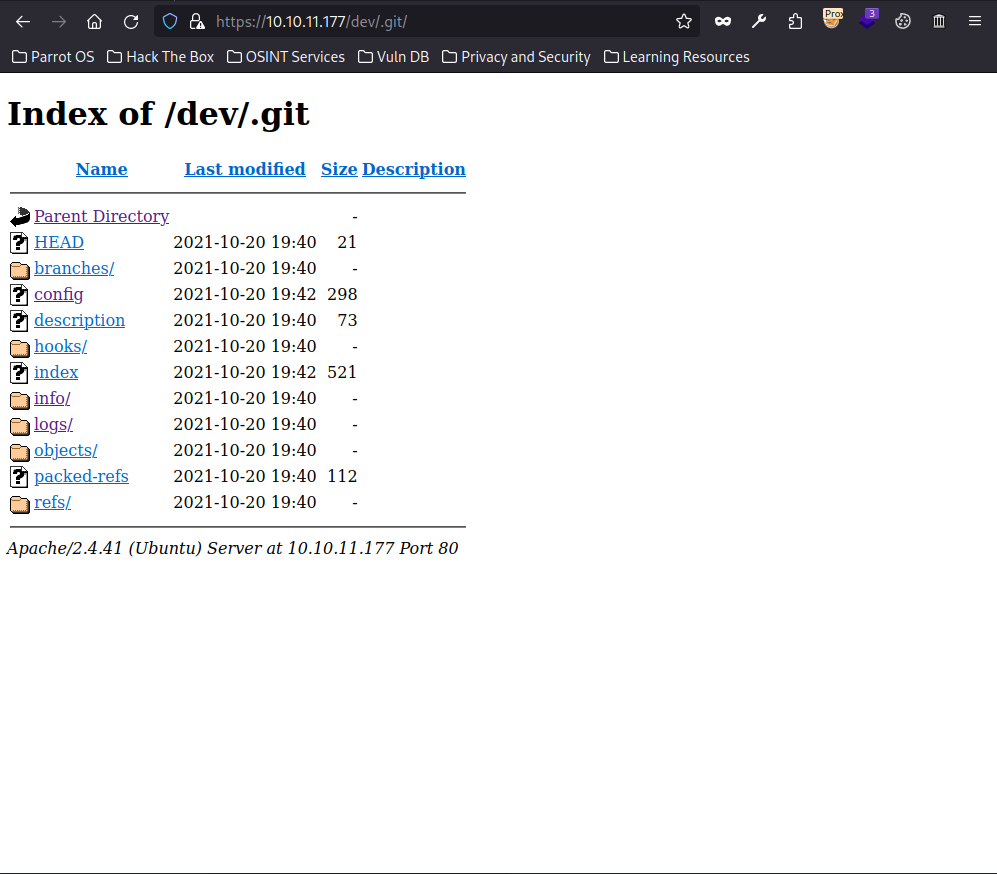 https://10.10.11.177/dev/.git/
Pro
3
Parrot OS Hack The Box OSINT Services Vuln DB Privacy and Security Learning Resources
Index of /dev/.git
Name Last modified Size Description
Parent Directory -
HEAD 2021-10-20 19:40 21
branches/ 2021-10-20 19:40 -
config 2021-10-20 19:42 298
description 2021-10-20 19:40 73
hooks/ 2021-10-20 19:40 -
index 2021-10-20 19:42 521
info/ 2021-10-20 19:40 -
logs/ 2021-10-20 19:40 -
objects/ 2021-10-20 19:40 -
packed-refs 2021-10-20 19:40 112
refs/ 2021-10-20 19:40 -
Apache/2.4.41 (Ubuntu) Server at 10.10.11.177 Port 80